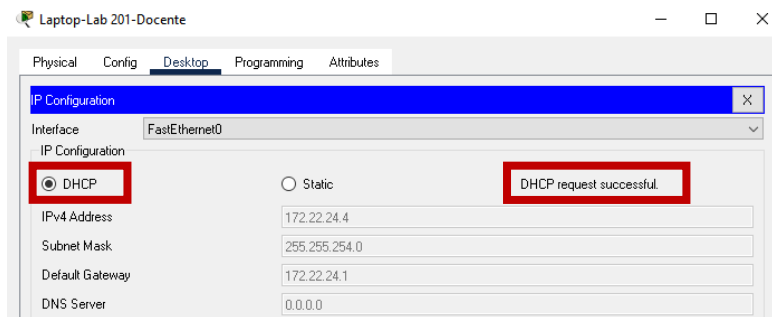 Laptop-Lab 201-Docente
Physical Config Desktop Programming Attributes
IP Configuration X
Interface FastEthernet0
IP Configuration
DHCP Static DHCP request successful.
IPv4 Address 172.22.24.4
Subnet Mask 255.255.254.0
Default Gateway 172.22.24.1
DNS Server 0.0.0.0